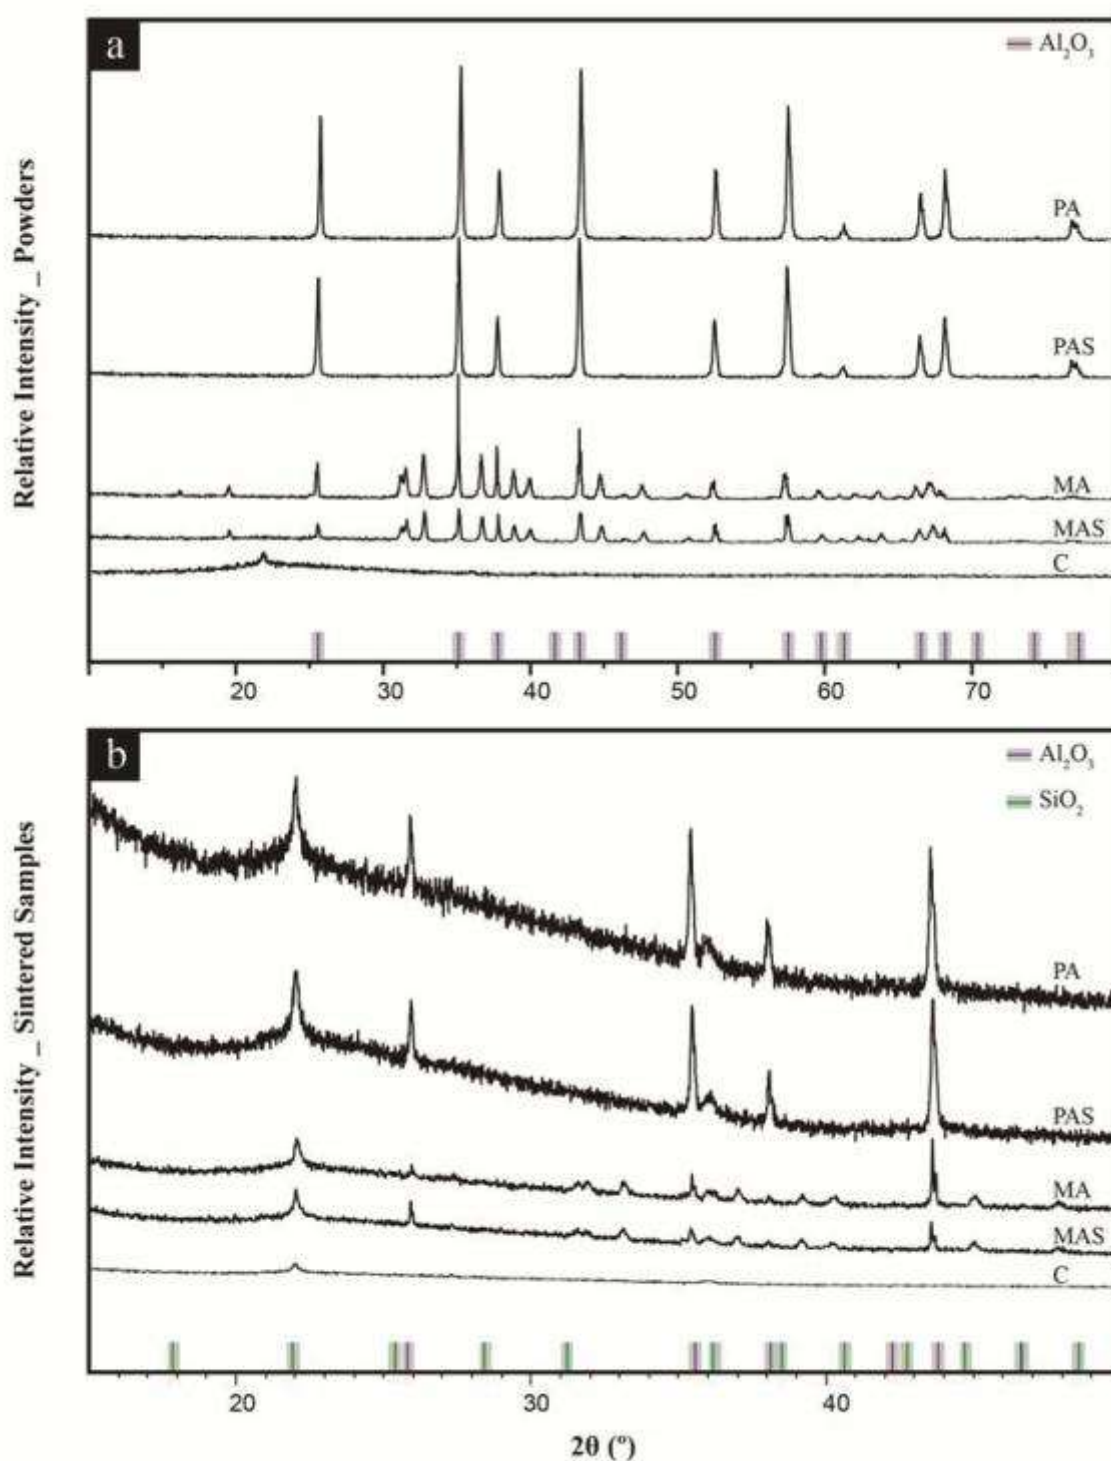 a
Al₂O₃
Relative Intensity _ Powders
PA
PAS
MA
MAS
C
20 30 40 50 60 70
b
Al₂O₃
SiO₂
Relative Intensity _ Sintered Samples
PA
PAS
MA
MAS
C
20 30 40
2θ (º)